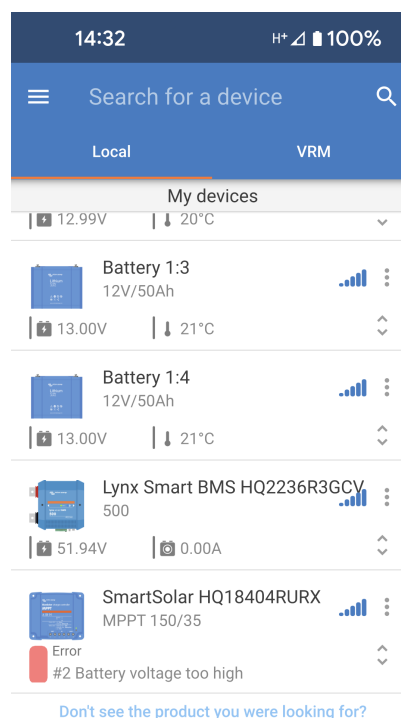 14:32 H+ 100%
Search for a device
Local VRM
My devices
12.99V 20°C
Battery 1:3
12V/50Ah
13.00V 21°C
Battery 1:4
12V/50Ah
13.00V 21°C
Lynx Smart BMS HQ2236R3GCV
500
51.94V 0.00A
SmartSolar HQ18404RURX
MPPT 150/35
Error
#2 Battery voltage too high
Don't see the product you were looking for?